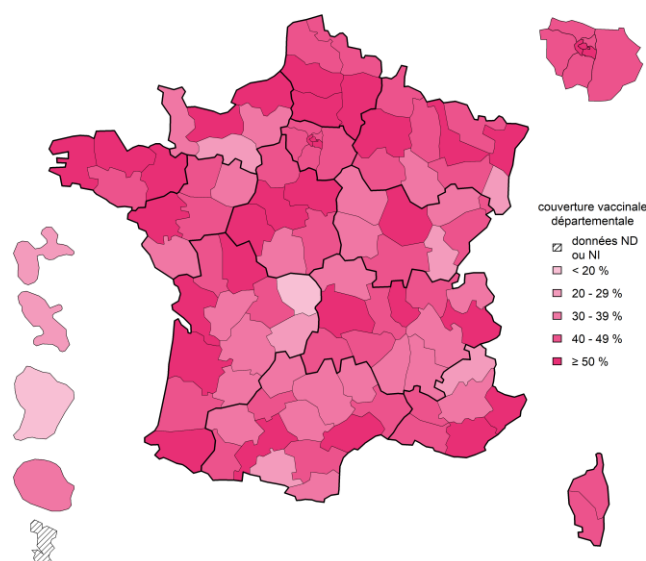 couverture vaccinale
départementale
données ND
ou NI
< 20 %
20 - 29 %
30 - 39 %
40 - 49 %
≥ 50 %